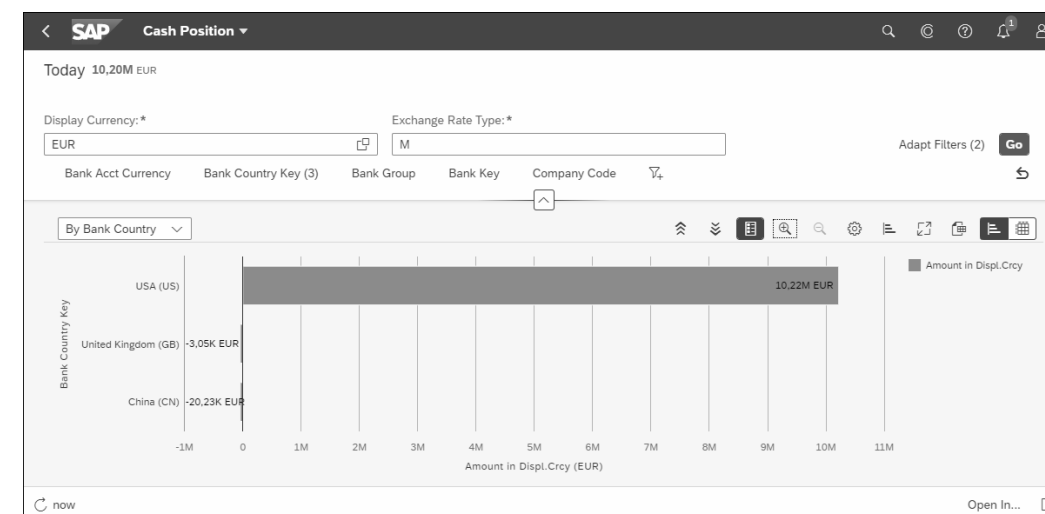 SAP Cash Position
1
Today 10,20M EUR
Display Currency:*
Exchange Rate Type:*
EUR
M
Adapt Filters (2)
Go
Bank Acct Currency
Bank Country Key (3)
Bank Group
Bank Key
Company Code
By Bank Country
Amount in Displ.Crcy
Bank Country Key
USA (US)
10,22M EUR
United Kingdom (GB)
-3,05K EUR
China (CN)
-20,23K EUR
-1M 0 1M 2M 3M 4M 5M 6M 7M 8M 9M 10M 11M
Amount in Displ.Crcy (EUR)
now
Open In...